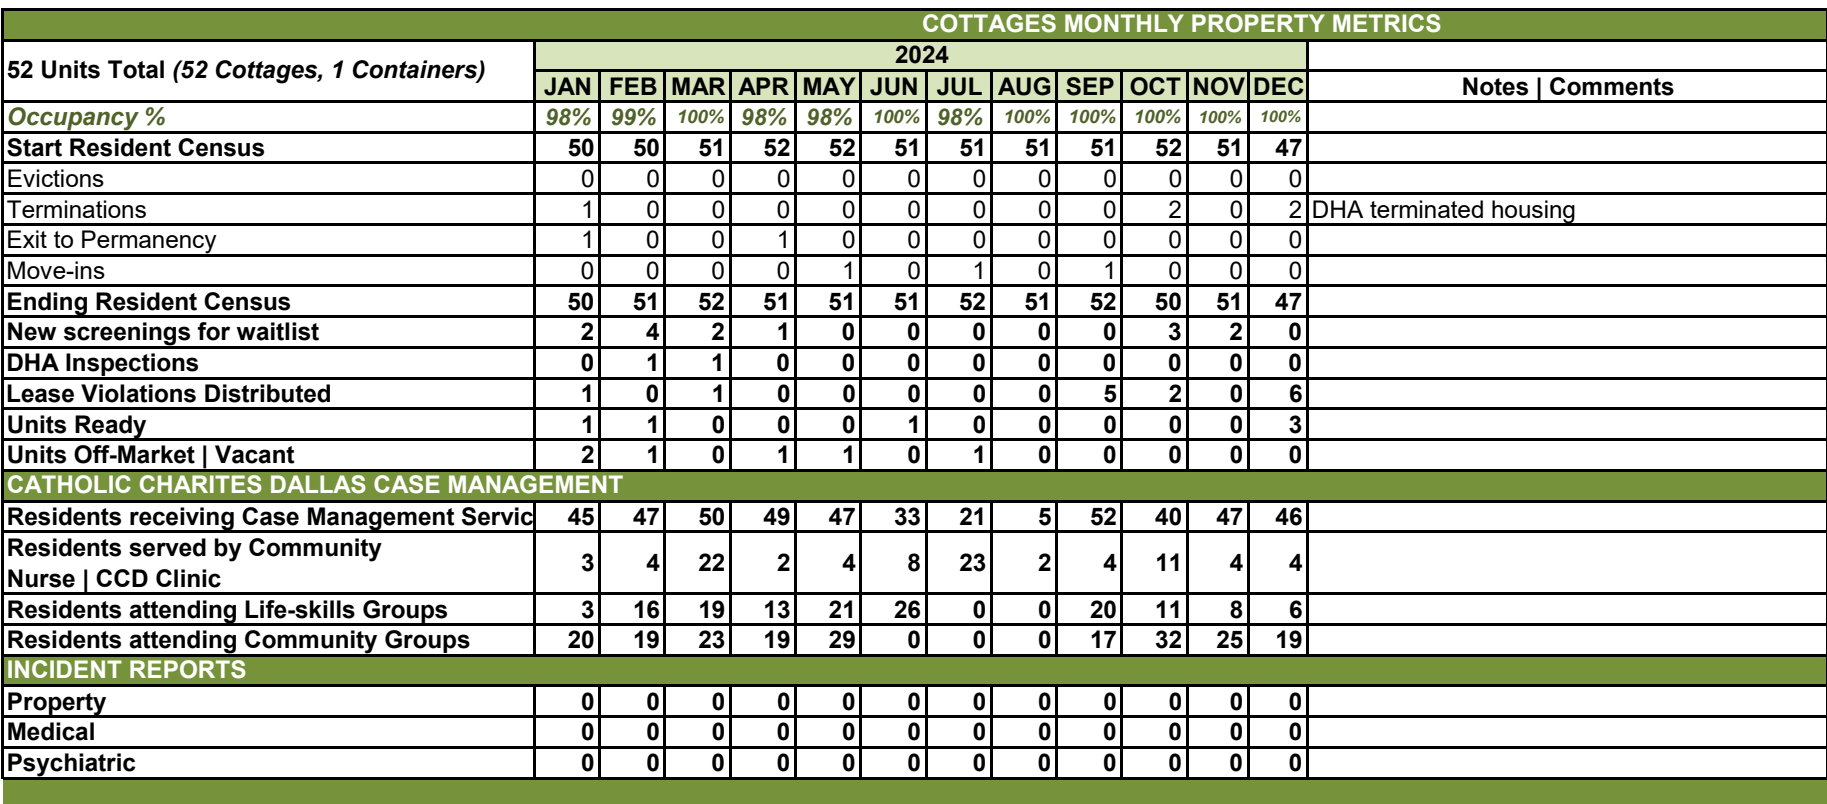 COTTAGES MONTHLY PROPERTY METRICS
52 Units Total (52 Cottages, 1 Containers)
2024
JAN FEB MAR APR MAY JUN JUL AUG SEP OCT NOV DEC Notes | Comments
Occupancy % 98% 99% 100% 98% 98% 100% 98% 100% 100% 100% 100% 100%
Start Resident Census 50 50 51 52 52 51 51 51 51 52 51 47
Evictions 0 0 0 0 0 0 0 0 0 0 0 0
Terminations 1 0 0 0 0 0 0 0 0 2 0 2 DHA terminated housing
Exit to Permanency 1 0 0 1 0 0 0 0 0 0 0 0
Move-ins 0 0 0 0 1 0 1 0 1 0 0 0
Ending Resident Census 50 51 52 51 51 51 52 51 52 50 51 47
New screenings for waitlist 2 4 2 1 0 0 0 0 0 3 2 0
DHA Inspections 0 1 1 0 0 0 0 0 0 0 0 0
Lease Violations Distributed 1 0 1 0 0 0 0 0 5 2 0 6
Units Ready 1 1 0 0 0 1 0 0 0 0 0 3
Units Off-Market | Vacant 2 1 0 1 1 0 1 0 0 0 0 0
CATHOLIC CHARITES DALLAS CASE MANAGEMENT
Residents receiving Case Management Servic 45 47 50 49 47 33 21 5 52 40 47 46
Residents served by Community
Nurse | CCD Clinic 3 4 22 2 4 8 23 2 4 11 4 4
Residents attending Life-skills Groups 3 16 19 13 21 26 0 0 20 11 8 6
Residents attending Community Groups 20 19 23 19 29 0 0 0 17 32 25 19
INCIDENT REPORTS
Property 0 0 0 0 0 0 0 0 0 0 0 0
Medical 0 0 0 0 0 0 0 0 0 0 0 0
Psychiatric 0 0 0 0 0 0 0 0 0 0 0 0